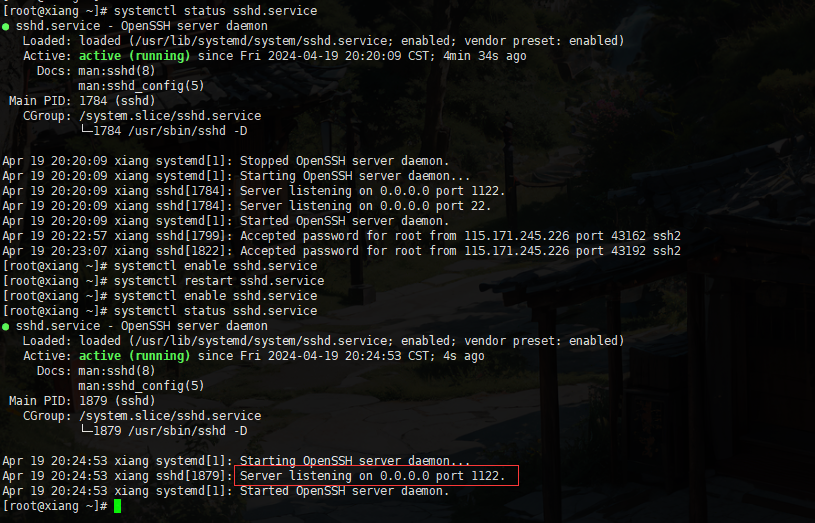 [root@xiang ~]# systemctl status sshd.service
● sshd.service - OpenSSH server daemon
   Loaded: loaded (/usr/lib/systemd/system/sshd.service; enabled; vendor preset: enabled)
   Active: active (running) since Fri 2024-04-19 20:20:09 CST; 4min 34s ago
     Docs: man:sshd(8)
           man:sshd_config(5)
 Main PID: 1784 (sshd)
   CGroup: /system.slice/sshd.service
           └─1784 /usr/sbin/sshd -D

Apr 19 20:20:09 xiang systemd[1]: Stopped OpenSSH server daemon.
Apr 19 20:20:09 xiang systemd[1]: Starting OpenSSH server daemon...
Apr 19 20:20:09 xiang sshd[1784]: Server listening on 0.0.0.0 port 1122.
Apr 19 20:20:09 xiang sshd[1784]: Server listening on 0.0.0.0 port 22.
Apr 19 20:20:09 xiang systemd[1]: Started OpenSSH server daemon.
Apr 19 20:22:57 xiang sshd[1799]: Accepted password for root from 115.171.245.226 port 43162 ssh2
Apr 19 20:23:07 xiang sshd[1822]: Accepted password for root from 115.171.245.226 port 43192 ssh2
[root@xiang ~]# systemctl enable sshd.service
[root@xiang ~]# systemctl restart sshd.service
[root@xiang ~]# systemctl enable sshd.service
[root@xiang ~]# systemctl status sshd.service
● sshd.service - OpenSSH server daemon
   Loaded: loaded (/usr/lib/systemd/system/sshd.service; enabled; vendor preset: enabled)
   Active: active (running) since Fri 2024-04-19 20:24:53 CST; 4s ago
     Docs: man:sshd(8)
           man:sshd_config(5)
 Main PID: 1879 (sshd)
   CGroup: /system.slice/sshd.service
           └─1879 /usr/sbin/sshd -D

Apr 19 20:24:53 xiang systemd[1]: Starting OpenSSH server daemon...
Apr 19 20:24:53 xiang sshd[1879]: Server listening on 0.0.0.0 port 1122.
Apr 19 20:24:53 xiang systemd[1]: Started OpenSSH server daemon.
[root@xiang ~]#